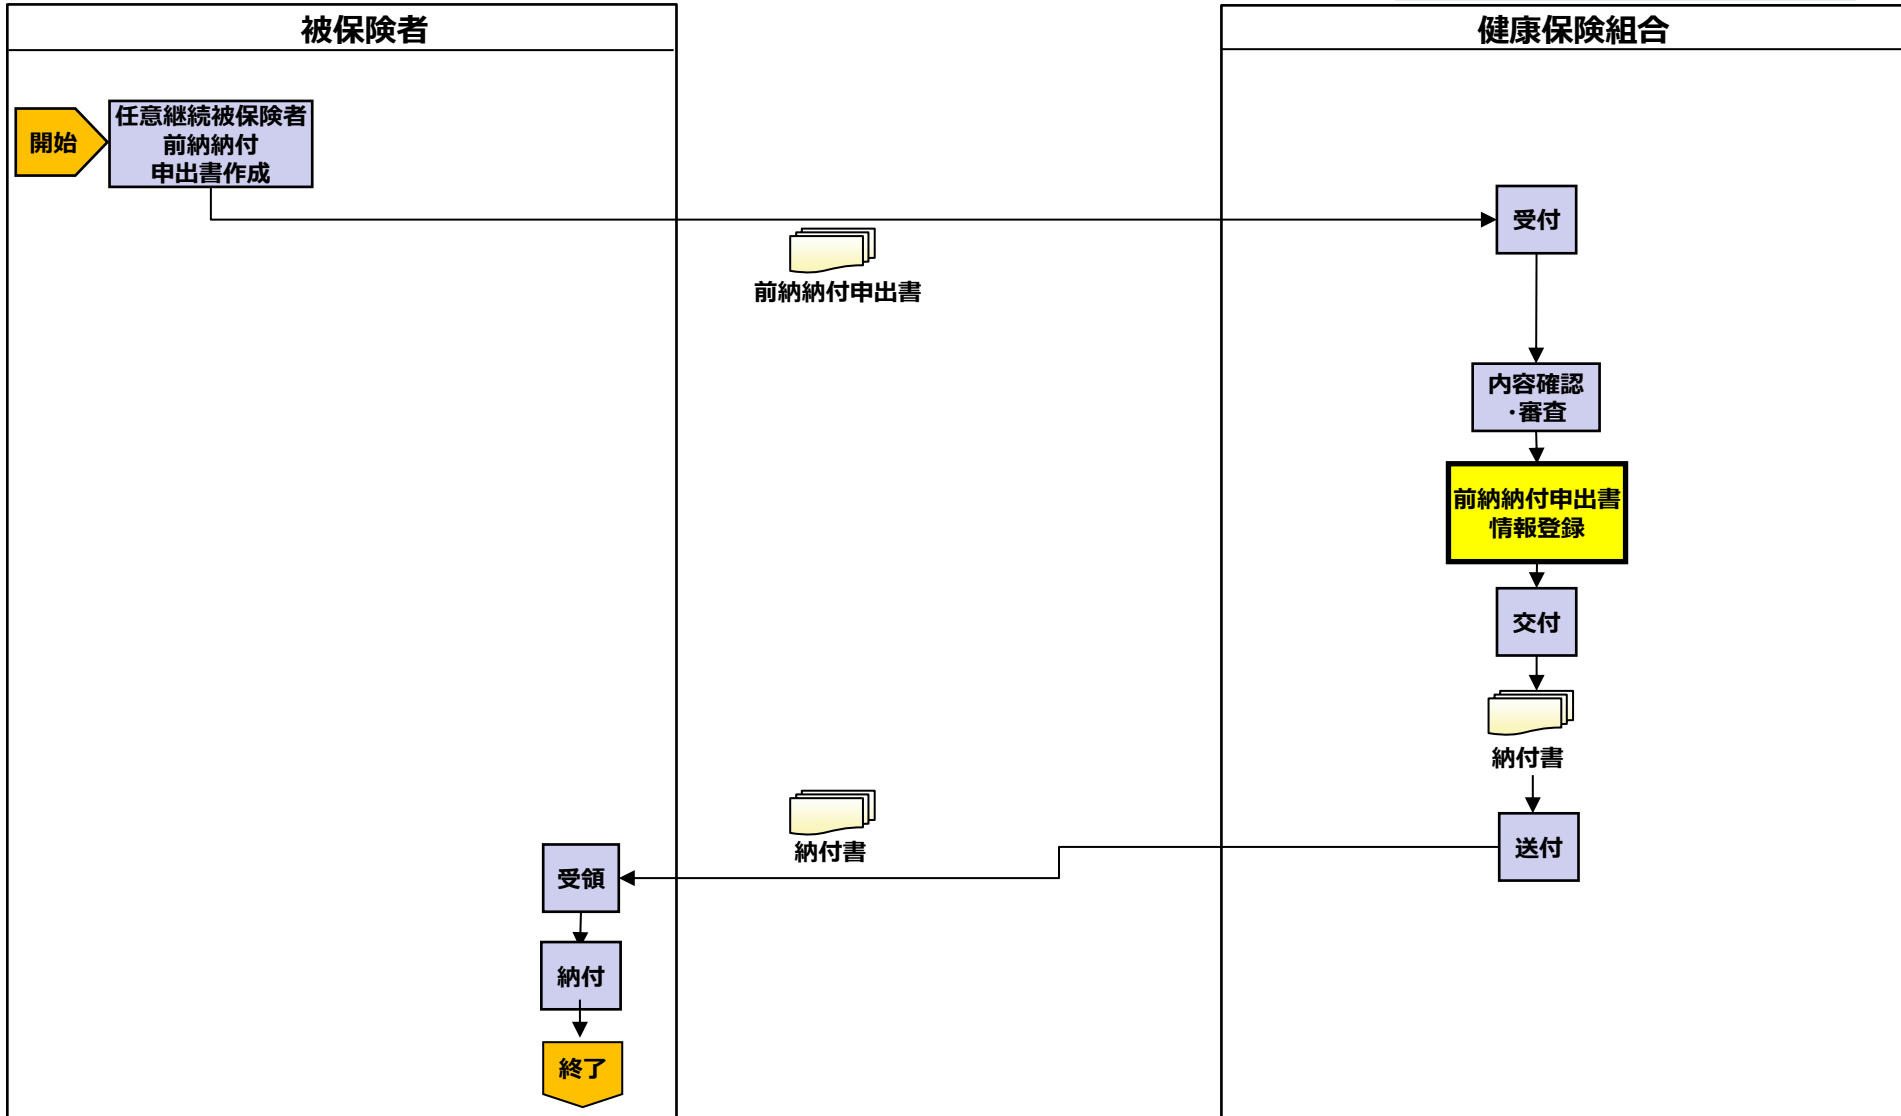 被保険者
健康保険組合
開始
任意継続被保険者
前納納付
申出書作成
受付
前納納付申出書
内容確認
・審査
前納納付申出書
情報登録
交付
納付書
納付書
送付
受領
納付
終了